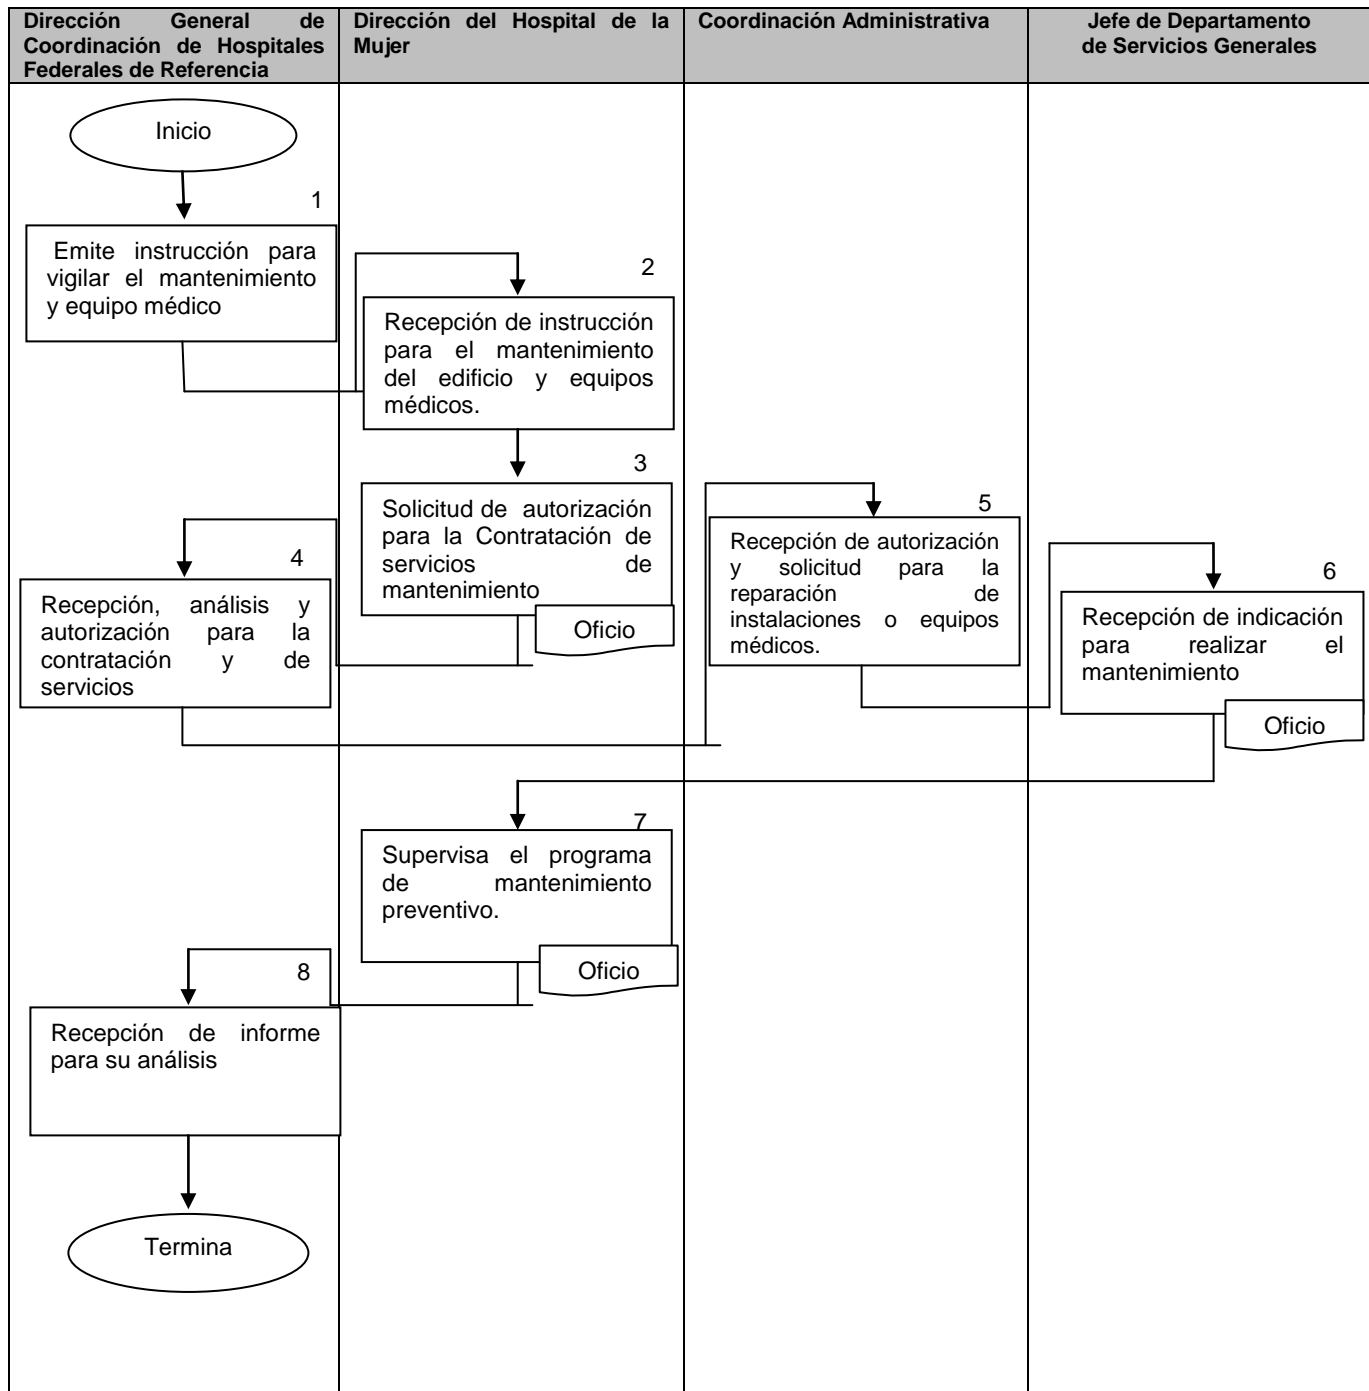 Dirección General de
Coordinación de Hospitales
Federales de Referencia
Dirección del Hospital de la
Mujer
Coordinación Administrativa
Jefe de Departamento
de Servicios Generales
Inicio
1
Emite instrucción para
vigilar el mantenimiento
y equipo médico
2
Recepción de instrucción
para el mantenimiento
del edificio y equipos
médicos.
3
Solicitud de autorización
para la Contratación de
servicios de
mantenimiento
Oficio
4
Recepción, análisis y
autorización para la
contratación y de
servicios
5
Recepción de autorización
y solicitud para la
reparación de
instalaciones o equipos
médicos.
6
Recepción de indicación
para realizar el
mantenimiento
Oficio
7
Supervisa el programa
de mantenimiento
preventivo.
Oficio
8
Recepción de informe
para su análisis
Termina